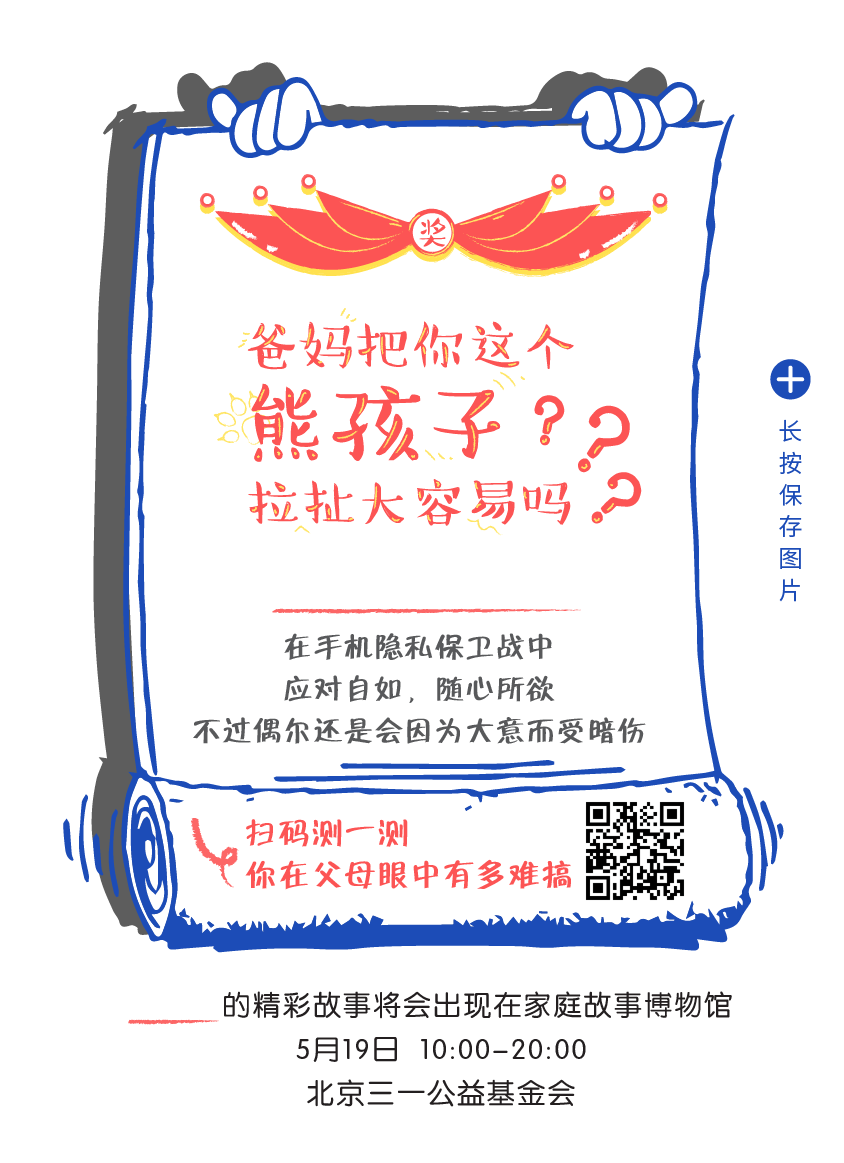 奖
爸妈把你这个
熊孩子???
拉扯大容易吗
在手机隐私保卫战中
应对自如，随心所欲
不过偶尔还是会因为大意而受暗伤
扫码测一测
你在父母眼中有多难搞
长按保存图片
的精彩故事将会出现在家庭故事博物馆
5月19日 10:00-20:00
北京三一公益基金会